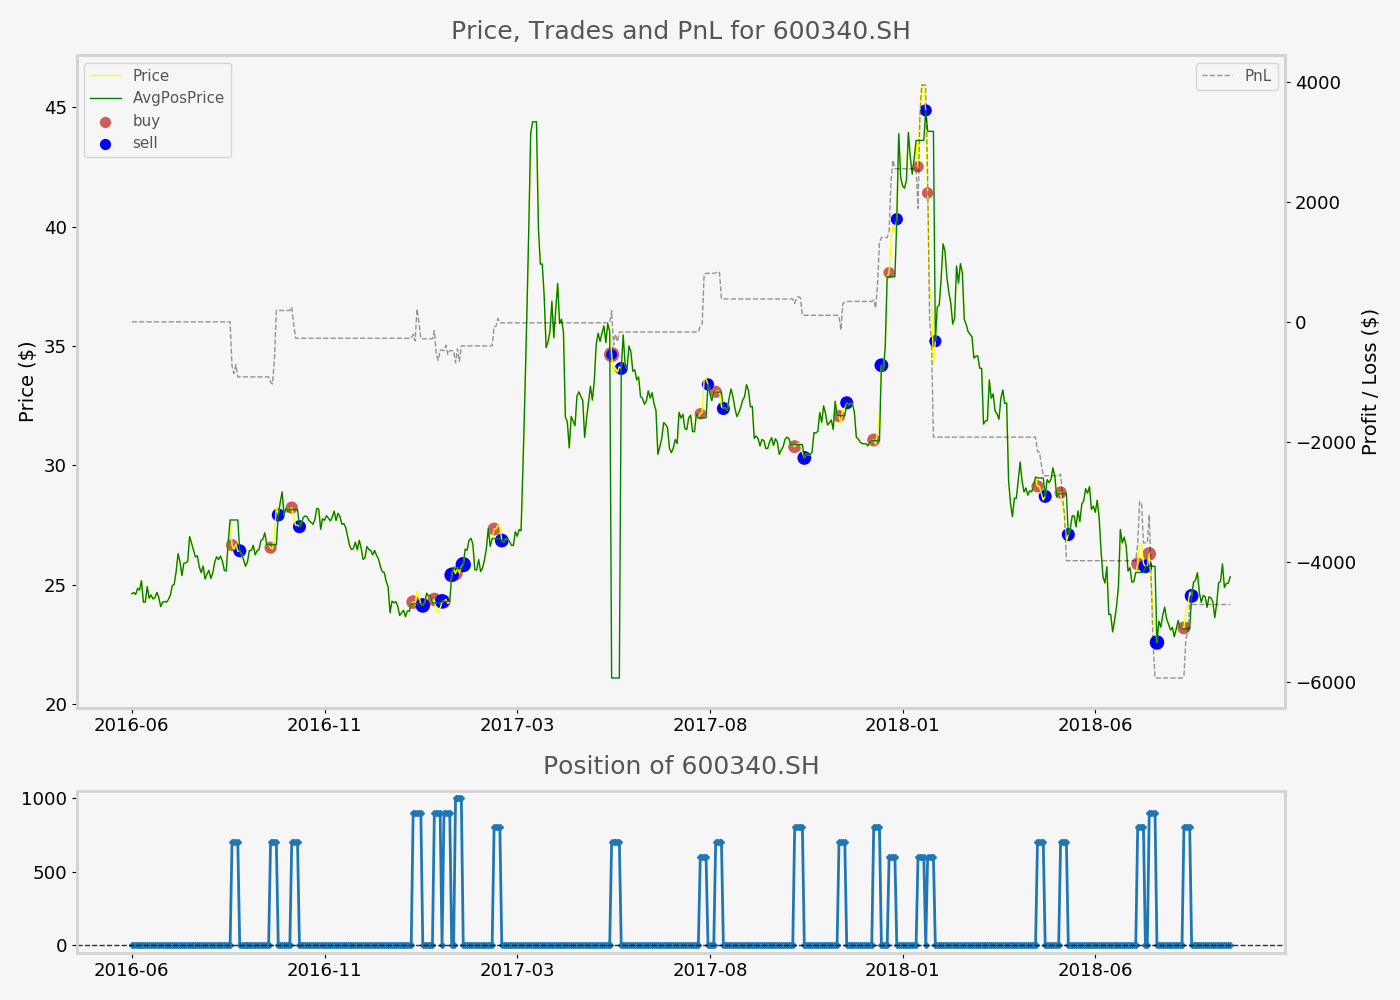 Price, Trades and PnL for 600340.SH
Price
AvgPosPrice
buy
sell
PnL
45
40
35
30
25
20
Price ($)
4000
2000
0
−2000
−4000
−6000
Profit / Loss ($)
2016-06 2016-11 2017-03 2017-08 2018-01 2018-06
Position of 600340.SH
1000
500
0
2016-06 2016-11 2017-03 2017-08 2018-01 2018-06